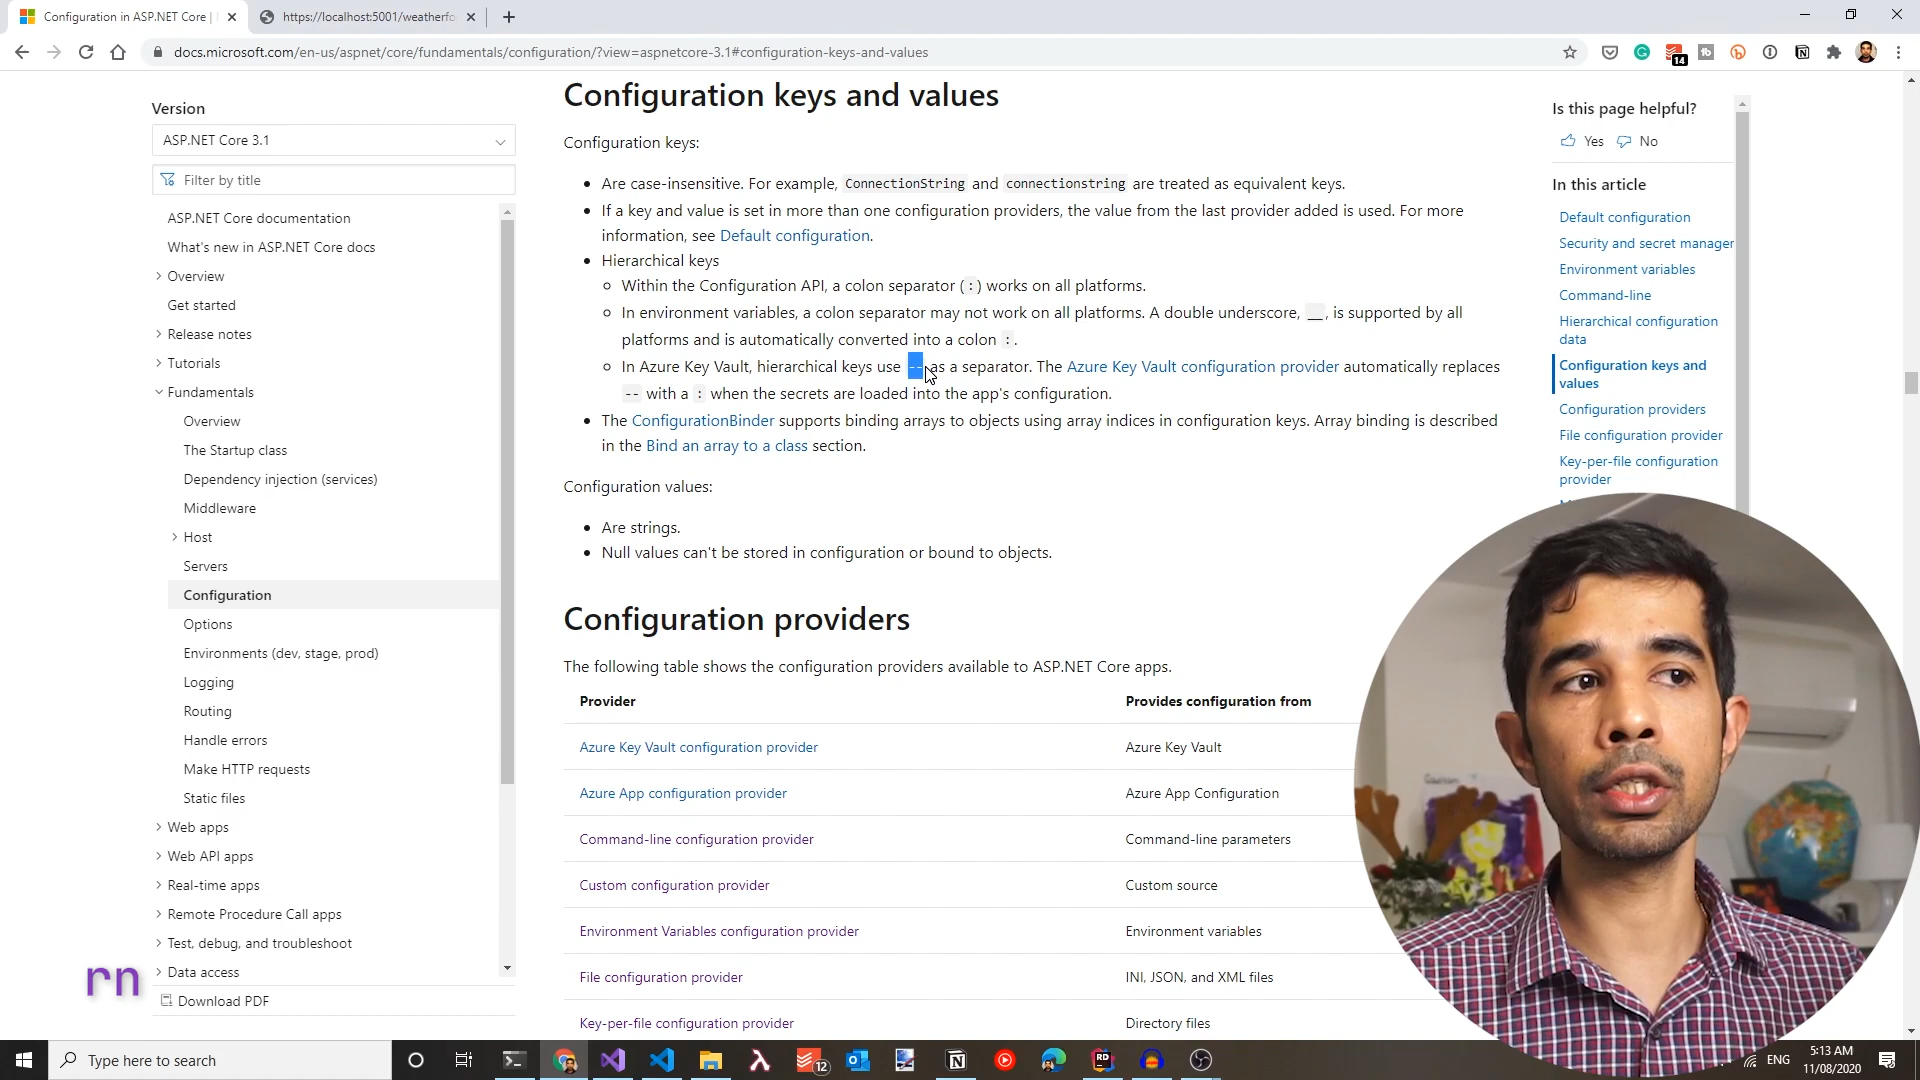 Configuration in ASP.NET Core |
https://localhost:5001/weatherfo
docs.microsoft.com/en-us/aspnet/core/fundamentals/configuration/?view=aspnetcore-3.1#configuration-keys-and-values
14
Version
ASP.NET Core 3.1
Filter by title
ASP.NET Core documentation
What's new in ASP.NET Core docs
Overview
Get started
Release notes
Tutorials
Fundamentals
Overview
The Startup class
Dependency injection (services)
Middleware
Host
Servers
Configuration
Options
Environments (dev, stage, prod)
Logging
Routing
Handle errors
Make HTTP requests
Static files
Web apps
Web API apps
Real-time apps
Remote Procedure Call apps
Test, debug, and troubleshoot
Data access
Download PDF
rn
Configuration keys and values
Configuration keys:
Are case-insensitive. For example, ConnectionString and connectionstring are treated as equivalent keys.
If a key and value is set in more than one configuration providers, the value from the last provider added is used. For more
information, see Default configuration.
Hierarchical keys
Within the Configuration API, a colon separator (:) works on all platforms.
In environment variables, a colon separator may not work on all platforms. A double underscore, __, is supported by all
platforms and is automatically converted into a colon :.
In Azure Key Vault, hierarchical keys use -- as a separator. The Azure Key Vault configuration provider automatically replaces
-- with a : when the secrets are loaded into the app's configuration.
The ConfigurationBinder supports binding arrays to objects using array indices in configuration keys. Array binding is described
in the Bind an array to a class section.
Configuration values:
Are strings.
Null values can't be stored in configuration or bound to objects.
Configuration providers
The following table shows the configuration providers available to ASP.NET Core apps.
Provider Provides configuration from
Azure Key Vault configuration provider Azure Key Vault
Azure App configuration provider Azure App Configuration
Command-line configuration provider Command-line parameters
Custom configuration provider Custom source
Environment Variables configuration provider Environment variables
File configuration provider INI, JSON, and XML files
Key-per-file configuration provider Directory files
Is this page helpful?
Yes No
In this article
Default configuration
Security and secret manager
Environment variables
Command-line
Hierarchical configuration
data
Configuration keys and
values
Configuration providers
File configuration provider
Key-per-file configuration
provider
Type here to search
12
RD
ENG
5:13 AM
11/08/2020